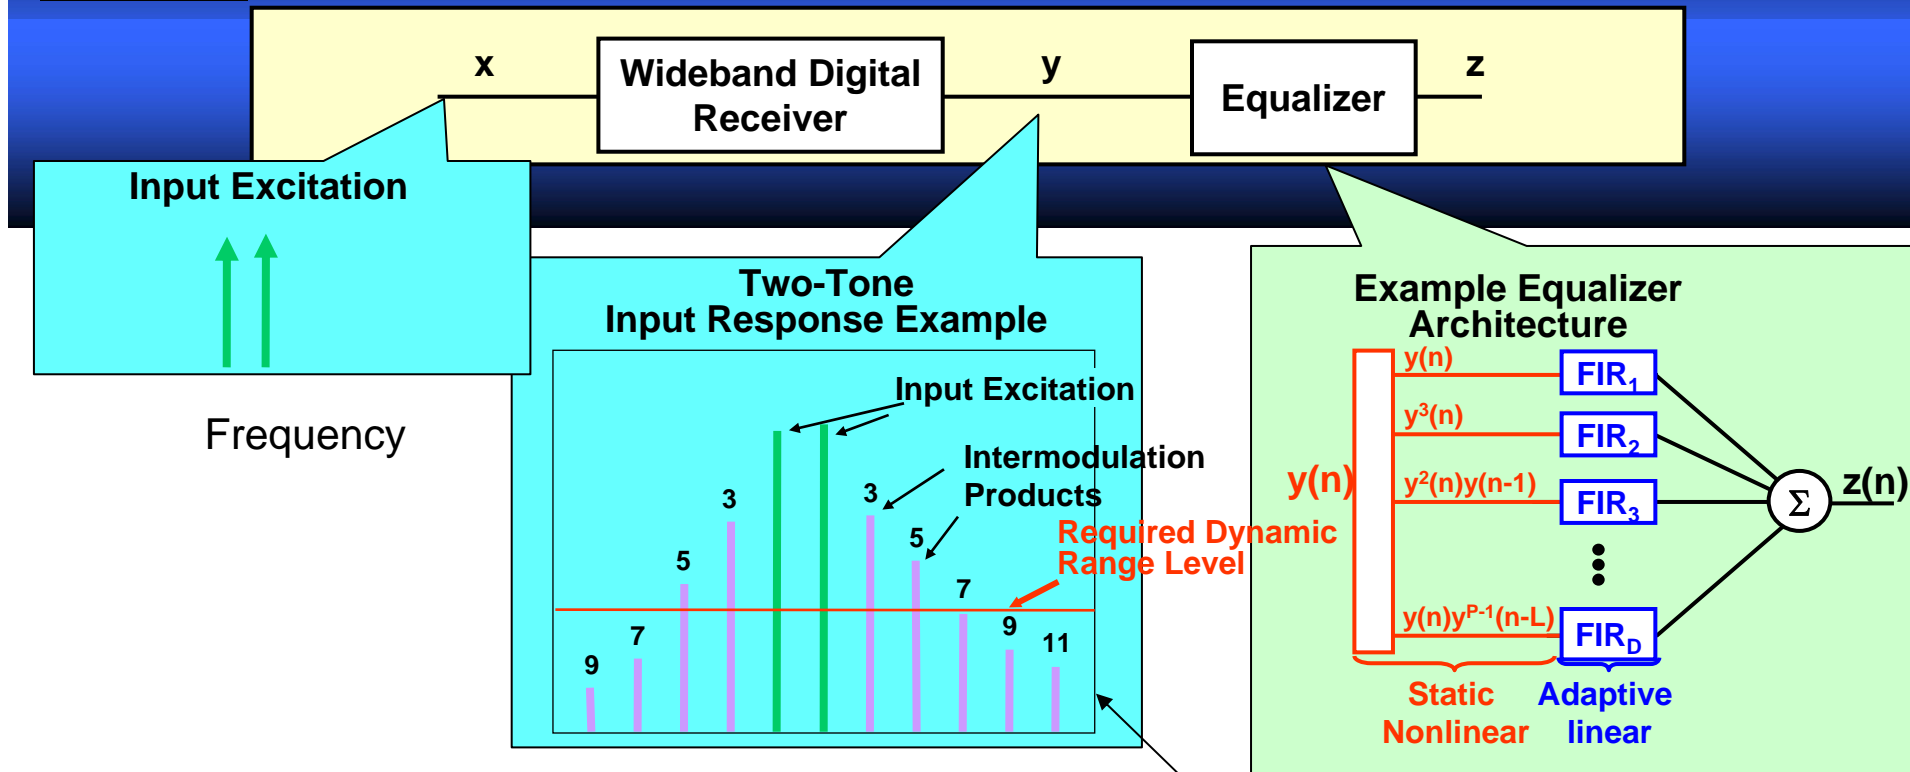 x
Wideband Digital
Receiver
y
Equalizer
z
Input Excitation
Frequency
Two-Tone
Input Response Example
Input Excitation
Intermodulation
Products
Required Dynamic
Range Level
9
7
5
3
3
5
7
9
11
Example Equalizer
Architecture
y(n)
y(n)
FIR₁
y³(n)
FIR₂
y²(n)y(n-1)
FIR₃
y(n)yᴾ⁻¹(n-L)
FIR_D
Σ
z(n)
Static
Nonlinear
Adaptive
linear